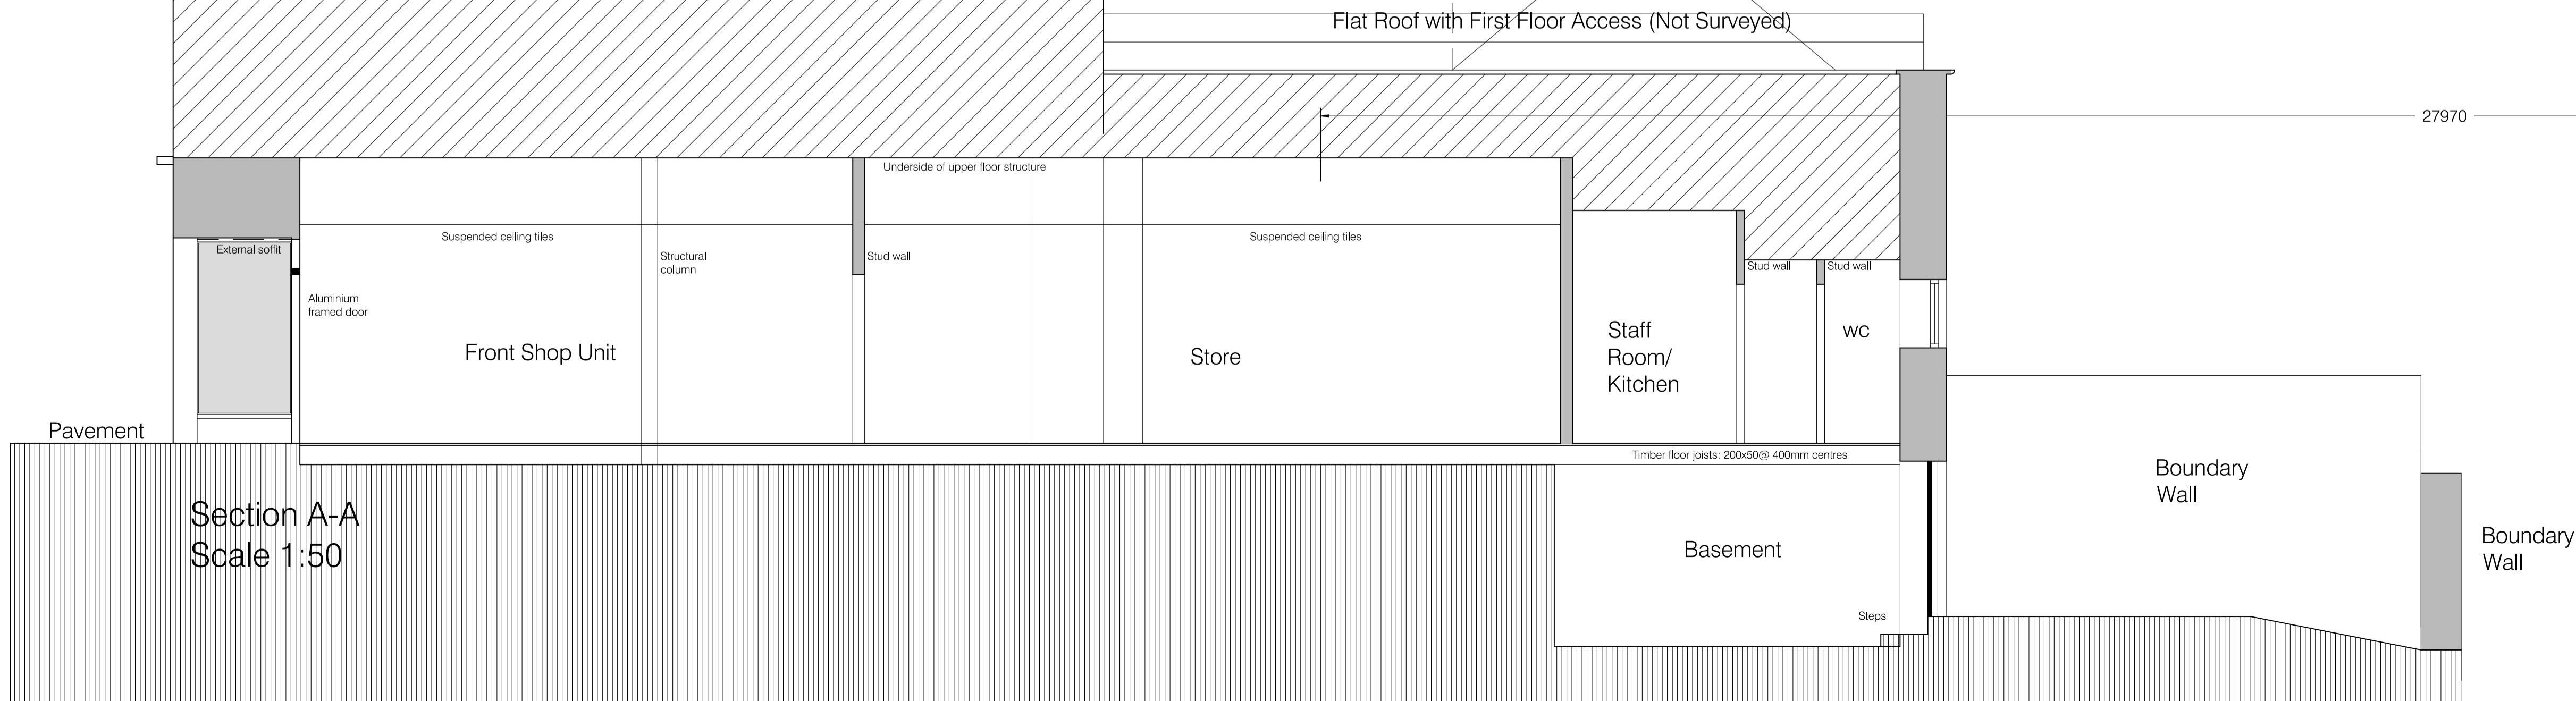 Flat Roof with First Floor Access (Not Surveyed)
27970
Underside of upper floor structure
Suspended ceiling tiles
Suspended ceiling tiles
External soffit
Structural
column
Stud wall
Stud wall
Stud wall
Aluminium
framed door
Front Shop Unit
Store
Staff
Room/
Kitchen
WC
Pavement
Timber floor joists: 200x50@ 400mm centres
Section A-A
Scale 1:50
Basement
Steps
Boundary
Wall
Boundary
Wall